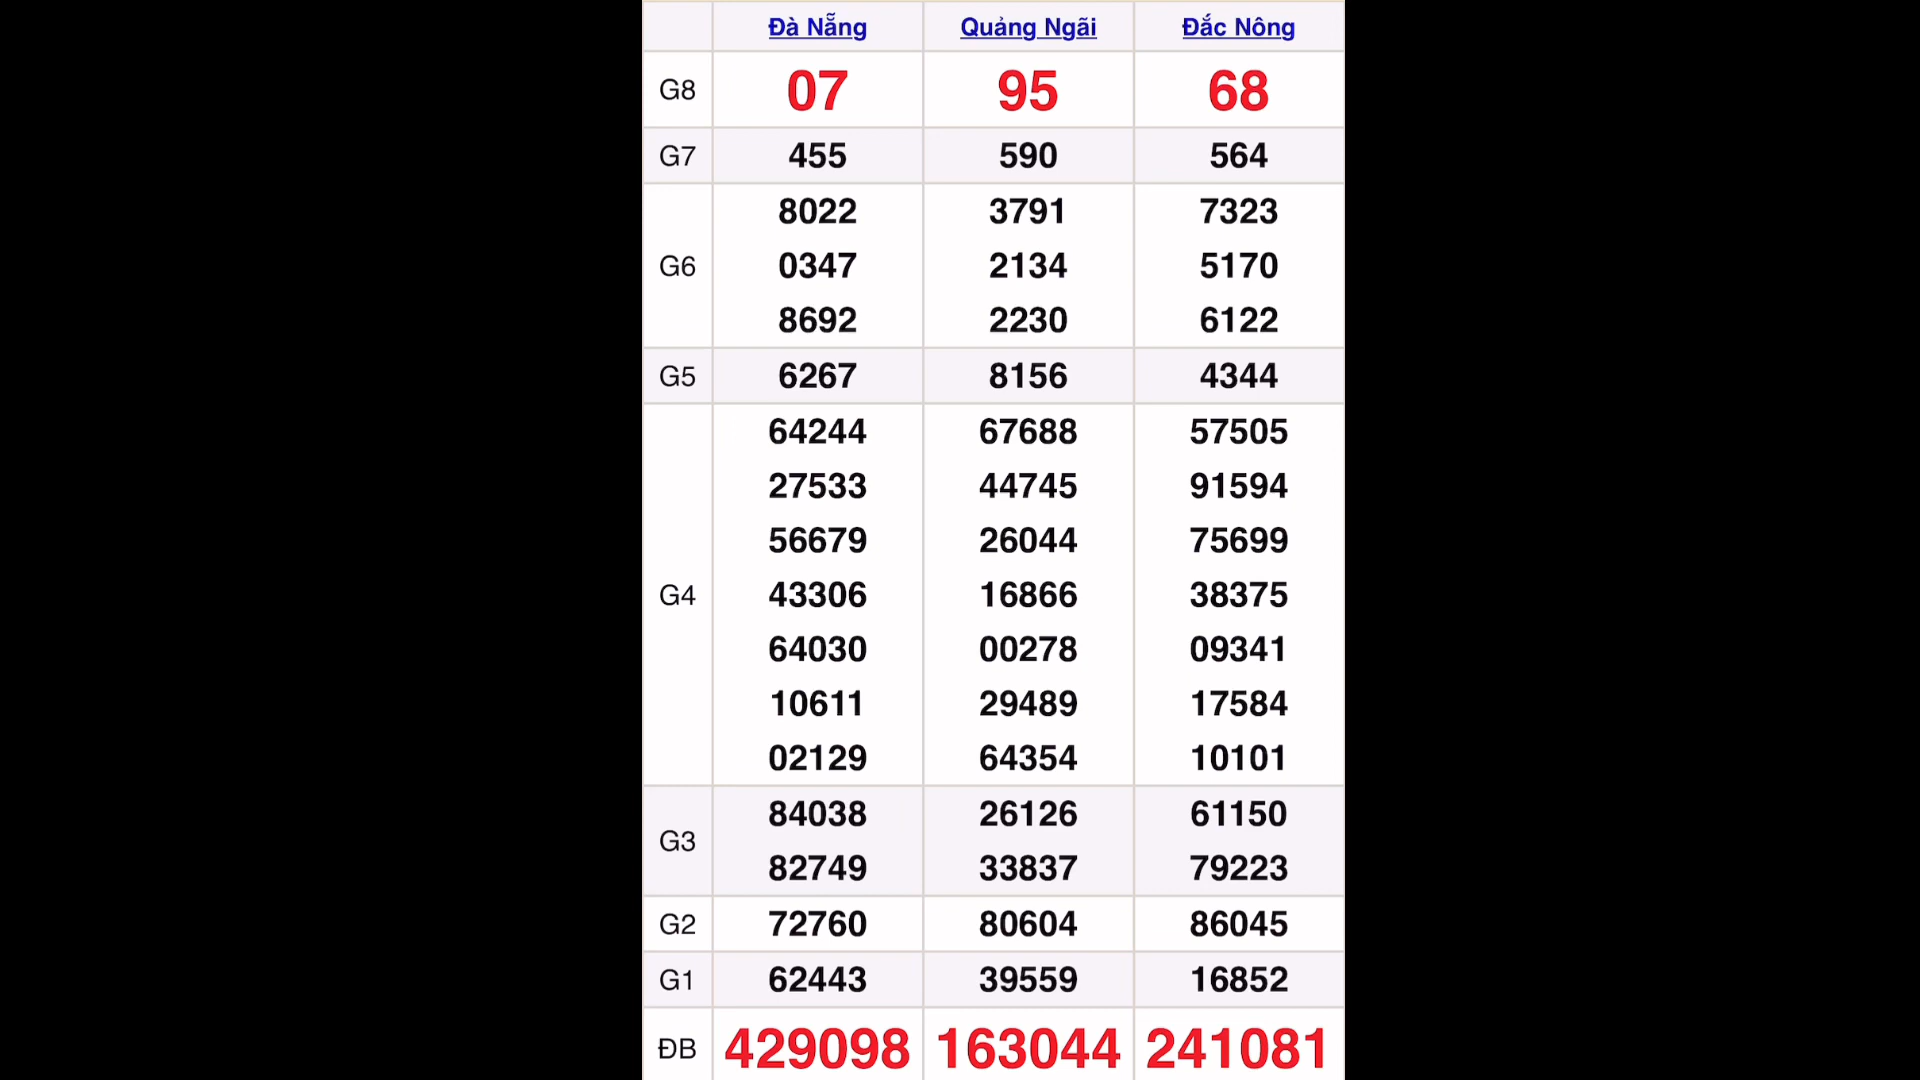 Đà Nẵng Quảng Ngãi Đắc Nông
G8 07 95 68
G7 455 590 564
8022 3791 7323
G6 0347 2134 5170
8692 2230 6122
G5 6267 8156 4344
64244 67688 57505
27533 44745 91594
56679 26044 75699
G4 43306 16866 38375
64030 00278 09341
10611 29489 17584
02129 64354 10101
G3
84038 26126 61150
82749 33837 79223
G2 72760 80604 86045
G1 62443 39559 16852
ĐB 429098 163044 241081